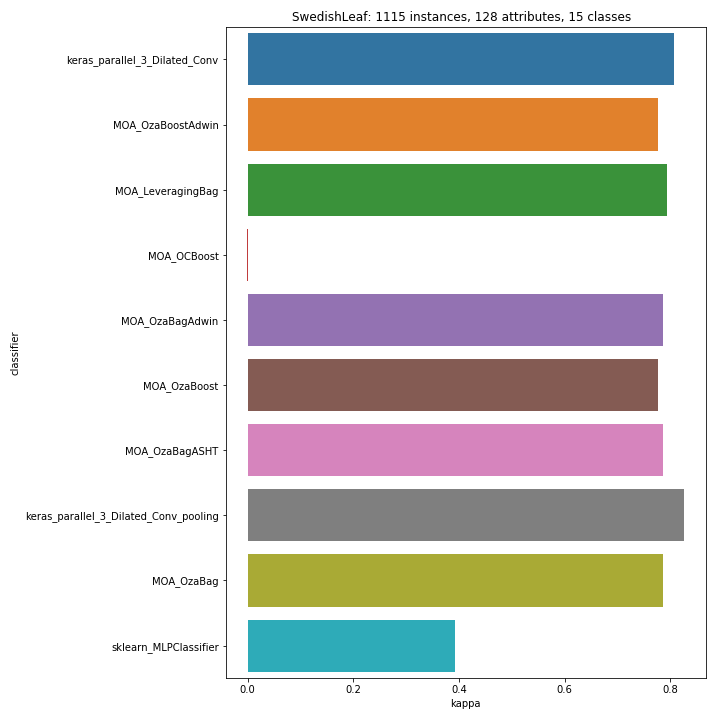 SwedishLeaf: 1115 instances, 128 attributes, 15 classes
classifier
keras_parallel_3_Dilated_Conv
MOA_OzaBoostAdwin
MOA_LeveragingBag
MOA_OCBoost
MOA_OzaBagAdwin
MOA_OzaBoost
MOA_OzaBagASHT
keras_parallel_3_Dilated_Conv_pooling
MOA_OzaBag
sklearn_MLPClassifier
0.0 0.2 0.4 0.6 0.8
kappa